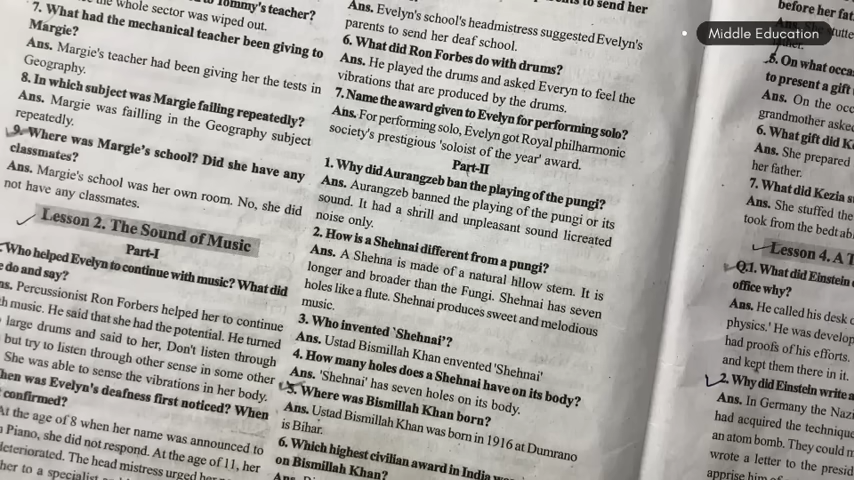 Tommy's teacher?
the whole sector was wiped out.
7. What had the mechanical teacher been giving to
Margie?
Ans. Margie's teacher had been giving her the tests in
Geography.
8. In which subject was Margie failing repeatedly?
Ans. Margie was failling in the Geography subject
repeatedly.
9. Where was Margie's school? Did she have any
classmates?
Ans. Margie's school was her own room. No, she did
not have any classmates.
Lesson 2. The Sound of Music
Part-I
Who helped Evelyn to continue with music? What did
do and say?
Percussionist Ron Forbers helped her to continue
music. He said that she had the potential. He turned
large drums and said to her, Don't listen through
but try to listen through other sense in some other
She was able to sense the vibrations in her body.
was Evelyn's deafness first noticed? When
confirmed?
At the age of 8 when her name was announced to
Piano, she did not respond. At the age of 11, her
deteriorated. The head mistress urged her
to a specialist
to send her
Ans. Evelyn's school's headmistress suggested Evelyn's
parents to send her deaf school.
6. What did Ron Forbes do with drums?
Ans. He played the drums and asked Everyn to feel the
vibrations that are produced by the drums.
7. Name the award given to Evelyn for performing solo?
Ans. For performing solo, Evelyn got Royal philharmonic
society's prestigious 'soloist of the year' award.
Part-II
1. Why did Aurangzeb ban the playing of the pungi?
Ans. Aurangzeb banned the playing of the pungi or its
sound. It had a shrill and unpleasant sound licreated
noise only.
2. How is a Shehnai different from a pungi?
Ans. A Shehna is made of a natural hllow stem. It is
longer and broader than the Fungi. Shehnai has seven
holes like a flute. Shehnai produces sweet and melodious
music.
3. Who invented 'Shehnai'?
Ans. Ustad Bismillah Khan envented 'Shehnai'
4. How many holes does a Shehnai have on its body?
Ans. 'Shehnai' has seven holes on its body.
5. Where was Bismillah Khan born?
Ans. Ustad Bismillah Khan was born in 1916 at Dumrano
is Bihar.
6. Which highest civilian award in India
on Bismillah Khan?
Middle Education
before her
Ans. She
6. On what
to present a gift
Ans. On the
grandmother asked
6. What gift did
Ans. She prepared
her father.
7. What did Kezia
Ans. She stuffed the
took from the
Lesson 4. A
Q.1. What did Einstein
office why?
Ans. He called his desk
physics.' He was
had proofs of his efforts.
and kept them there in it.
2. Why did Einstein write a
Ans. In Germany the
had acquired the
an atom bomb. They could
wrote a letter to the
apprise him